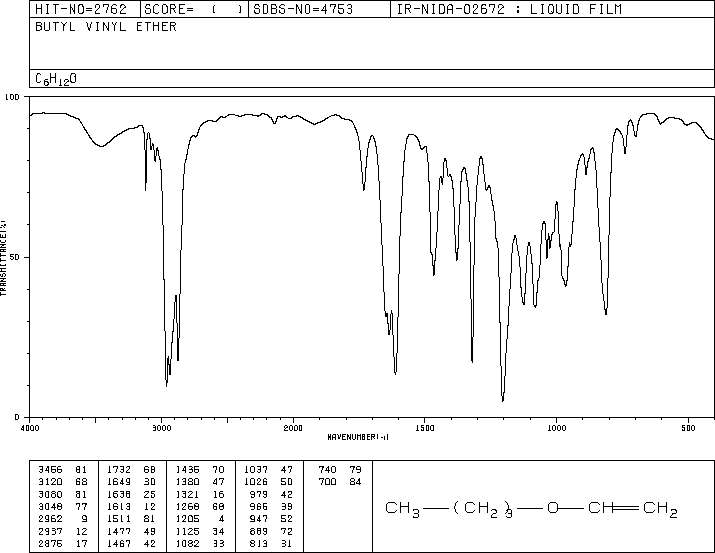 HIT-NO=2762 SCORE= ( ) SDBS-NO=4753 IR-NIDA-02672 : LIQUID FILM
BUTYL VINYL ETHER
C6H12O
100
50
0
TRANSMITTANCE(%)
4000 3000 2000 1500 1000 500
WAVENUMBER(-1)
3466 81 1732 68 1436 70 1037 47 740 79
3120 68 1649 30 1380 47 1026 50 700 84
3080 81 1638 25 1321 16 979 42
3048 77 1613 12 1268 68 966 39
2962 9 1511 81 1205 4 947 52
2937 12 1477 49 1125 34 889 72
2875 17 1467 42 1082 33 813 31
CH3—(CH2)3—O—CH=CH2